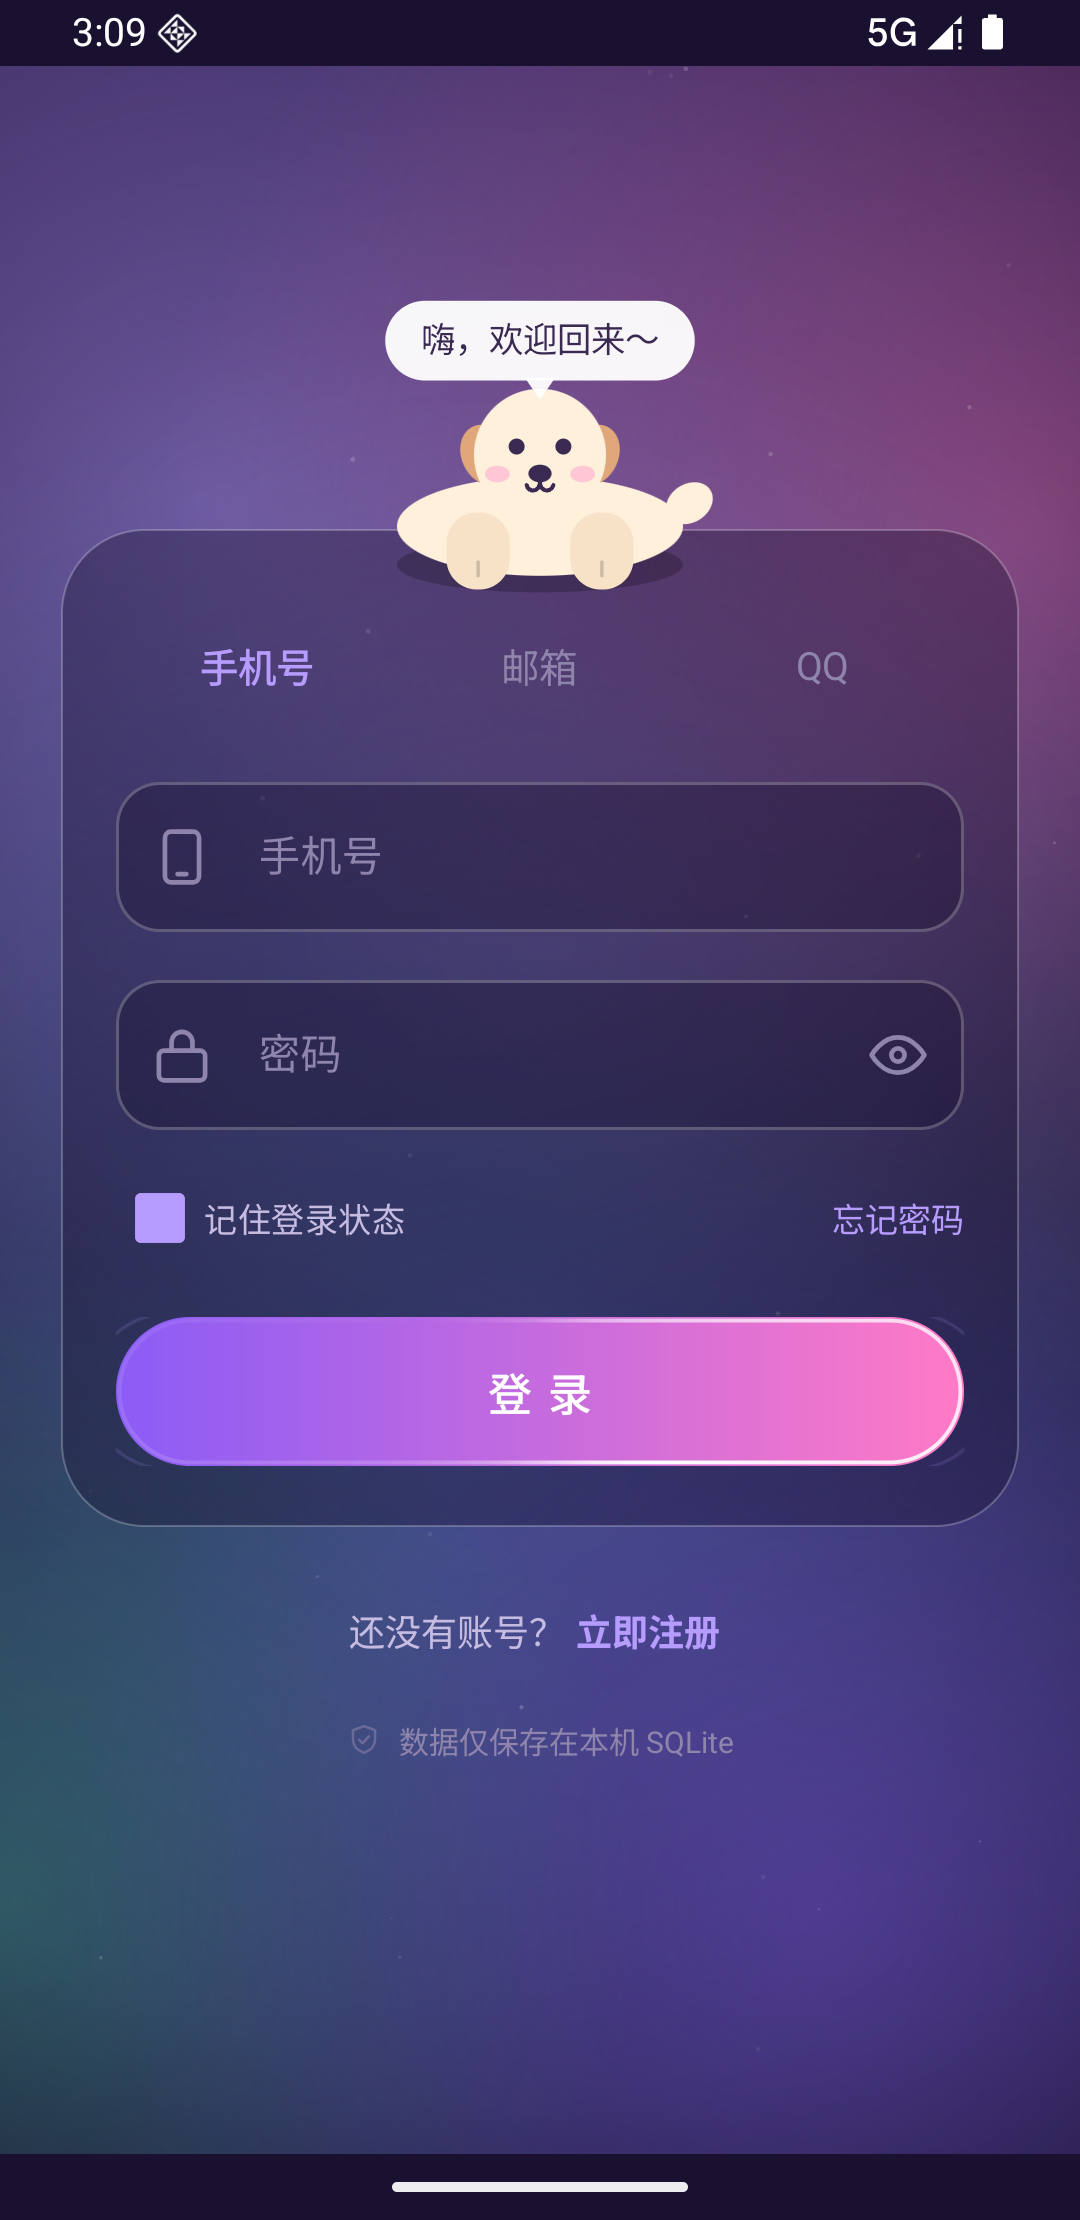 3:09 5G
嗨，欢迎回来～
手机号 邮箱 QQ
手机号
密码
记住登录状态 忘记密码
登录
还没有账号？ 立即注册
数据仅保存在本机 SQLite